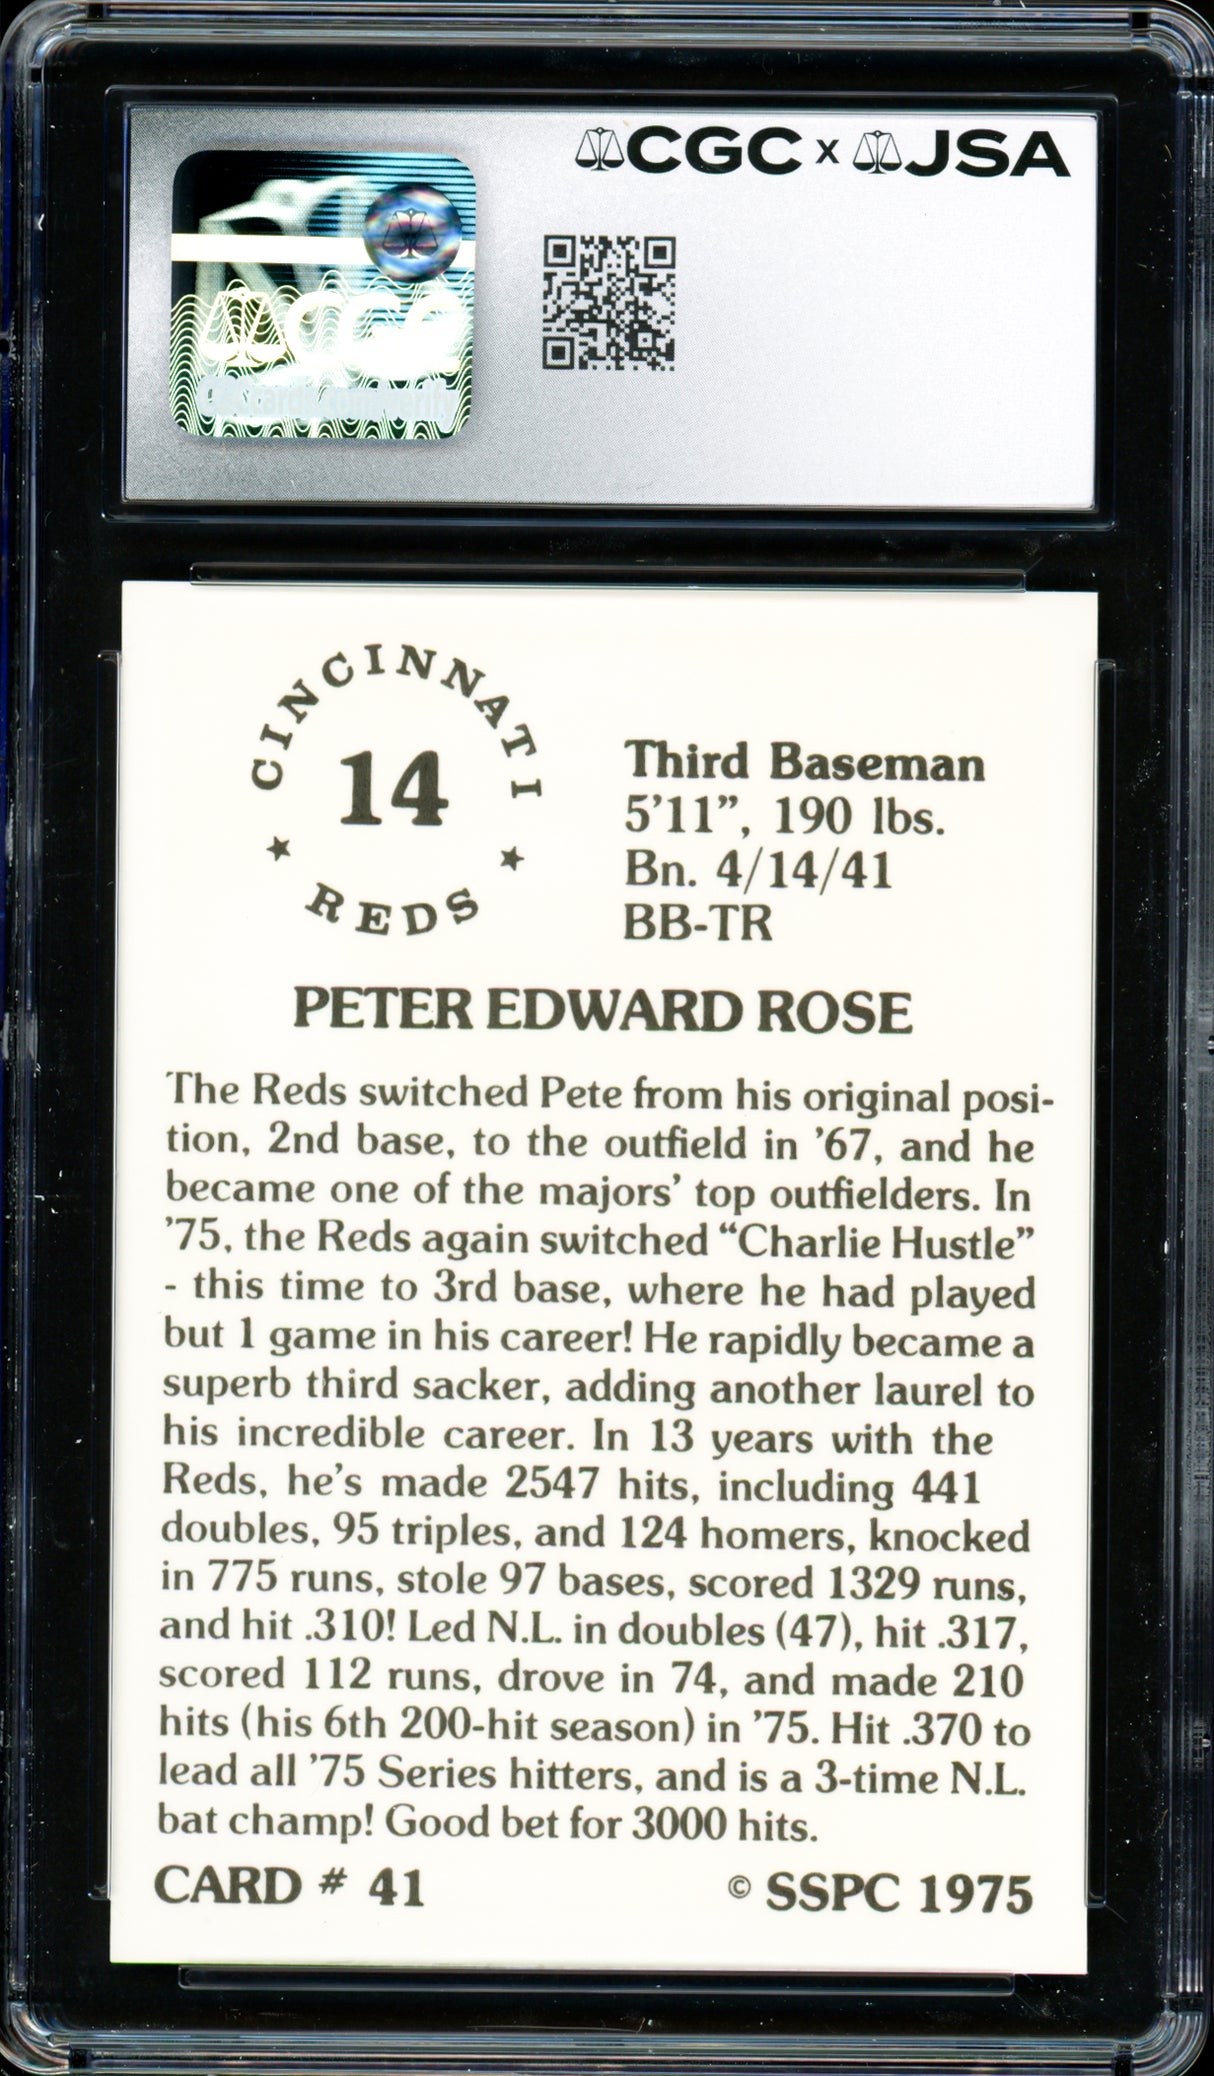 CGC x JSA
CGC
CINCINNATI
14
REDS
Third Baseman
5'11", 190 lbs.
Bn. 4/14/41
BB-TR
PETER EDWARD ROSE
The Reds switched Pete from his original posi-
tion, 2nd base, to the outfield in '67, and he
became one of the majors' top outfielders. In
'75, the Reds again switched "Charlie Hustle"
- this time to 3rd base, where he had played
but 1 game in his career! He rapidly became a
superb third sacker, adding another laurel to
his incredible career. In 13 years with the
Reds, he's made 2547 hits, including 441
doubles, 95 triples, and 124 homers, knocked
in 775 runs, stole 97 bases, scored 1329 runs,
and hit .310! Led N.L. in doubles (47), hit .317,
scored 112 runs, drove in 74, and made 210
hits (his 6th 200-hit season) in '75. Hit .370 to
lead all '75 Series hitters, and is a 3-time N.L.
bat champ! Good bet for 3000 hits.
CARD # 41
© SSPC 1975